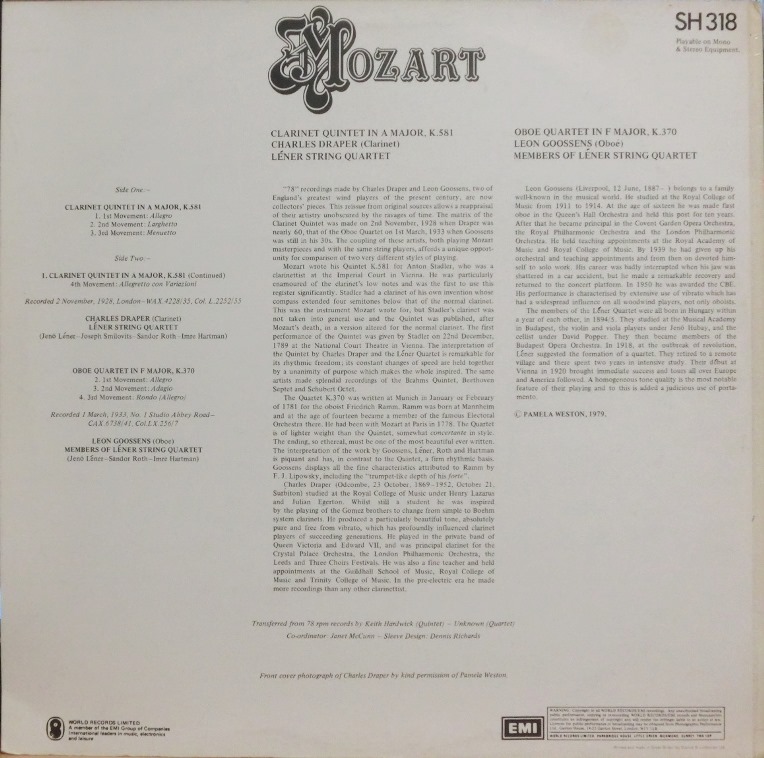 MOZART
SH 318
Playable on Mono
& Stereo Equipment.
CLARINET QUINTET IN A MAJOR, K.581
CHARLES DRAPER (Clarinet)
LÉNER STRING QUARTET
OBOE QUARTET IN F MAJOR, K.370
LEON GOOSSENS (Oboe)
MEMBERS OF LÉNER STRING QUARTET
Side One:–
CLARINET QUINTET IN A MAJOR, K.581
1. 1st Movement: Allegro
2. 2nd Movement: Larghetto
3. 3rd Movement: Menuetto
Side Two:–
1. CLARINET QUINTET IN A MAJOR, K.581 (Continued)
4th Movement: Allegretto con Variazioni
Recorded 2 November, 1928, London–WAX.4228/35, Col. L.2252/55
CHARLES DRAPER (Clarinet)
LÉNER STRING QUARTET
(Jenö Léner–Joseph Smilovits–Sandor Roth–Imre Hartman)
OBOE QUARTET IN F MAJOR, K.370
2. 1st Movement: Allegro
3. 2nd Movement: Adagio
4. 3rd Movement: Rondo (Allegro)
Recorded 1 March, 1933, No. 1 Studio Abbey Road–
CAX.6738/41, Col.LX.256/7
LEON GOOSSENS (Oboe)
MEMBERS OF LÉNER STRING QUARTET
(Jenö Léner–Sandor Roth–Imre Hartman)
"78" recordings made by Charles Draper and Leon Goossens, two of
England's greatest wind players of the present century, are now
collectors' pieces. This reissue from original sources allows a reappraisal
of their artistry unobscured by the ravages of time. The matrix of the
Clarinet Quintet was made on 2nd November, 1928 when Draper was
nearly 60, that of the Oboe Quartet on 1st March, 1933 when Goossens
was still in his 30s. The coupling of these artists, both playing Mozart
masterpieces and with the same string players, affords a unique opport-
unity for comparison of two very different styles of playing.
Mozart wrote his Quintet K.581 for Anton Stadler, who was a
clarinettist at the Imperial Court in Vienna. He was particularly
enamoured of the clarinet's low notes and was the first to use this
register significantly. Stadler had a clarinet of his own invention whose
compass extended four semitones below that of the normal clarinet.
This was the instrument Mozart wrote for, but Stadler's clarinet was
not taken into general use and the Quintet was published, after
Mozart's death, in a version altered for the normal clarinet. The first
performance of the Quintet was given by Stadler on 22nd December,
1789 at the National Court Theatre in Vienna. The interpretation of
the Quintet by Charles Draper and the Léner Quartet is remarkable for
its rhythmic freedom; its constant changes of speed are held together
by a unanimity of purpose which makes the whole inspired. The same
artists made splendid recordings of the Brahms Quintet, Beethoven
Septet and Schubert Octet.
The Quartet K.370 was written at Munich in January or February
of 1781 for the oboist Friedrich Ramm. Ramm was born at Mannheim
and at the age of fourteen became a member of the famous Electoral
Orchestra there. He had been with Mozart at Paris in 1778. The Quartet
is of lighter weight than the Quintet, somewhat concertante in style.
The ending, so ethereal, must be one of the most beautiful ever written.
The interpretation of the work by Goossens, Léner, Roth and Hartman
is piquant and has, in contrast to the Quintet, a firm rhythmic basis.
Goossens displays all the fine characteristics attributed to Ramm by
F. J. Lipowsky, including the "trumpet-like depth of his forte".
Charles Draper (Odcombe, 23 October, 1869–1952, October 21,
Surbiton) studied at the Royal College of Music under Henry Lazarus
and Julian Egerton. Whilst still a student he was inspired
by the playing of the Gomez brothers to change from simple to Boehm
system clarinets. He produced a particularly beautiful tone, absolutely
pure and free from vibrato, which has profoundly influenced clarinet
players of succeeding generations. He played in the private band of
Queen Victoria and Edward VII, and was principal clarinet for the
Crystal Palace Orchestra, the London Philharmonic Orchestra, the
Leeds and Three Choirs Festivals. He was also a fine teacher and held
appointments at the Guildhall School of Music, Royal College of
Music and Trinity College of Music. In the pre-electric era he made
more recordings than any other clarinettist.
Leon Goossens (Liverpool, 12 June, 1887– ) belongs to a family
well-known in the musical world. He studied at the Royal College of
Music from 1911 to 1914. At the age of sixteen he was made first
oboe in the Queen's Hall Orchestra and held this post for ten years.
After that he became principal in the Covent Garden Opera Orchestra,
the Royal Philharmonic Orchestra and the London Philharmonic
Orchestra. He held teaching appointments at the Royal Academy of
Music and Royal College of Music. By 1939 he had given up his
orchestral and teaching appointments and from then on devoted him-
self to solo work. His career was badly interrupted when his jaw was
shattered in a car accident, but he made a remarkable recovery and
returned to the concert platform. In 1950 he was awarded the CBE.
His performance is characterised by extensive use of vibrato which has
had a widespread influence on all woodwind players, not only oboists.
The members of the Léner Quartet were all born in Hungary within
a year of each other, in 1894/5. They studied at the Musical Academy
in Budapest, the violin and viola players under Jenö Hubay, and the
cellist under David Popper. They then became members of the
Budapest Opera Orchestra. In 1918, at the outbreak of revolution,
Léner suggested the formation of a quartet. They retired to a remote
village and there spent two years in intensive study. Their début at
Vienna in 1920 brought immediate success and tours all over Europe
and America followed. A homogeneous tone quality is the most notable
feature of their playing and to this is added a judicious use of porta-
mento.
© PAMELA WESTON, 1979.
Transferred from 78 rpm records by Keith Hardwick (Quintet) – Unknown (Quartet)
Co-ordinator: Janet McCunn – Sleeve Design: Dennis Richards
Front cover photograph of Charles Draper by kind permission of Pamela Weston.
WORLD RECORDS LIMITED
A member of the EMI Group of Companies
International leaders in music, electronics
and leisure
EMI